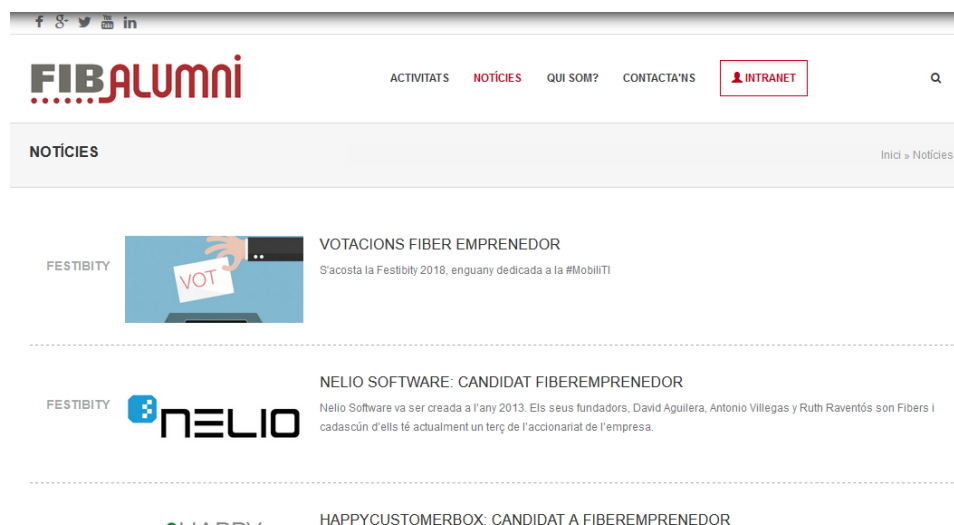 FIBALUMNI
ACTIVITATS NOTÍCIES QUI SOM? CONTACTA'NS INTRANET
NOTÍCIES
Inici » Notícies
FESTIBITY
VOT
VOTACIONS FIBER EMPRENEDOR
S'acosta la Festibity 2018, enguany dedicada a la #MobiliTI
FESTIBITY
NELIO
NELIO SOFTWARE: CANDIDAT FIBEREMPRENEDOR
Nelio Software va ser creada a l'any 2013. Els seus fundadors, David Aguilera, Antonio Villegas y Ruth Raventós son Fibers i
cadascún d'ells té actualment un terç de l'accionariat de l'empresa.
HAPPY
HAPPYCUSTOMERBOX: CANDIDAT A FIBEREMPRENEDOR